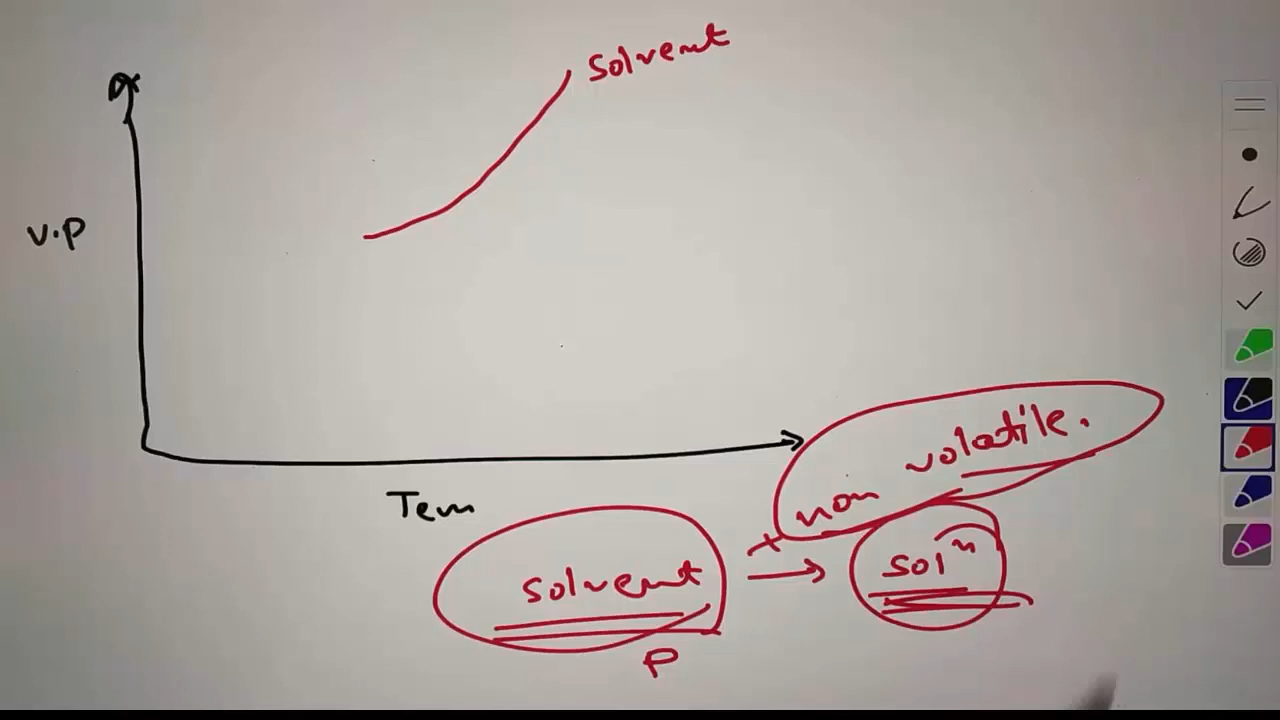 solvent
v.p
non volatile.
Tem
+
solvent → solⁿ
P